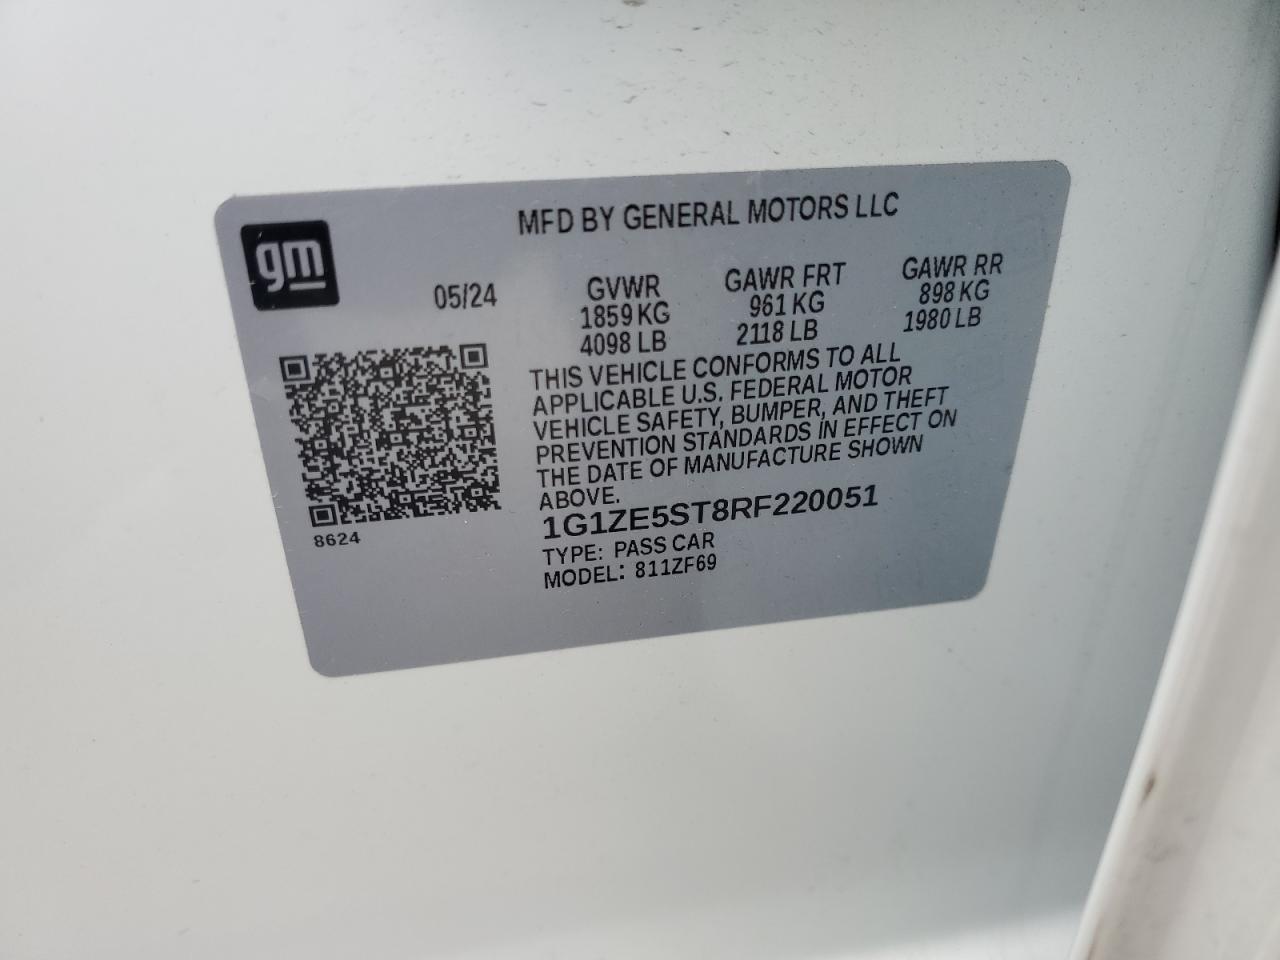 gm
MFD BY GENERAL MOTORS LLC
05/24
GVWR
1859 KG
4098 LB
GAWR FRT
961 KG
2118 LB
GAWR RR
898 KG
1980 LB
THIS VEHICLE CONFORMS TO ALL
APPLICABLE U.S. FEDERAL MOTOR
VEHICLE SAFETY, BUMPER, AND THEFT
PREVENTION STANDARDS IN EFFECT ON
THE DATE OF MANUFACTURE SHOWN
ABOVE.
1G1ZE5ST8RF220051
TYPE: PASS CAR
MODEL: 811ZF69
8624